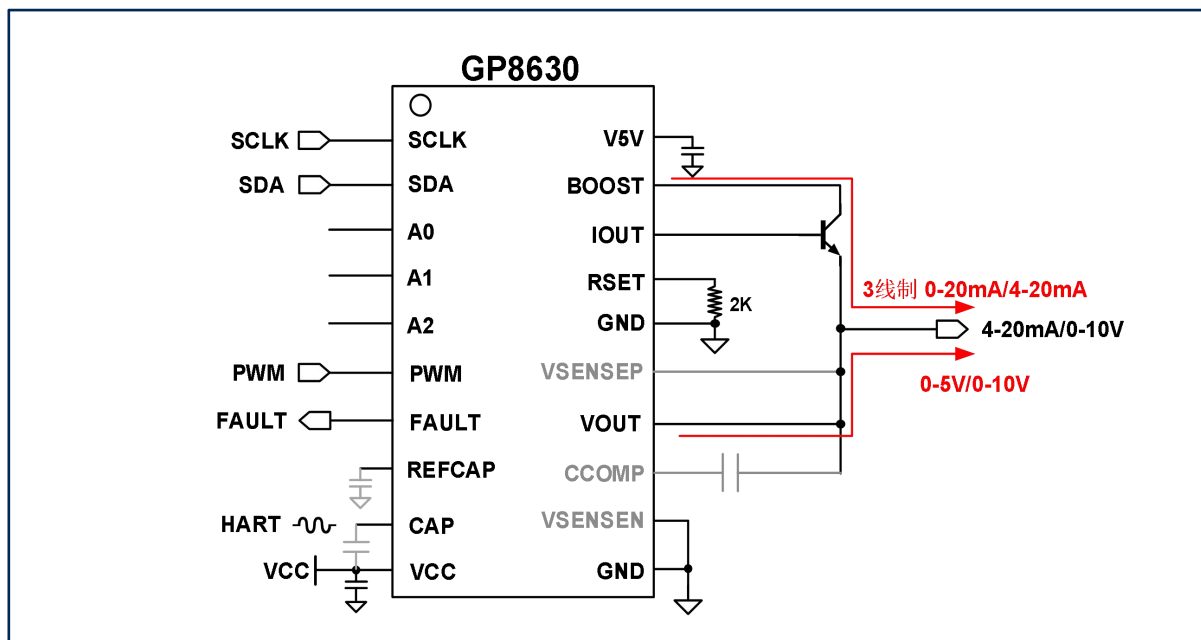 GP8630
SCLK
SCLK
V5V
SDA
SDA
BOOST
A0
IOUT
A1
RSET
2K
3线制 0-20mA/4-20mA
A2
GND
4-20mA/0-10V
PWM
PWM
VSENSEP
0-5V/0-10V
FAULT
FAULT
VOUT
REFCAP
CCOMP
HART
CAP
VSENSEN
VCC
VCC
GND